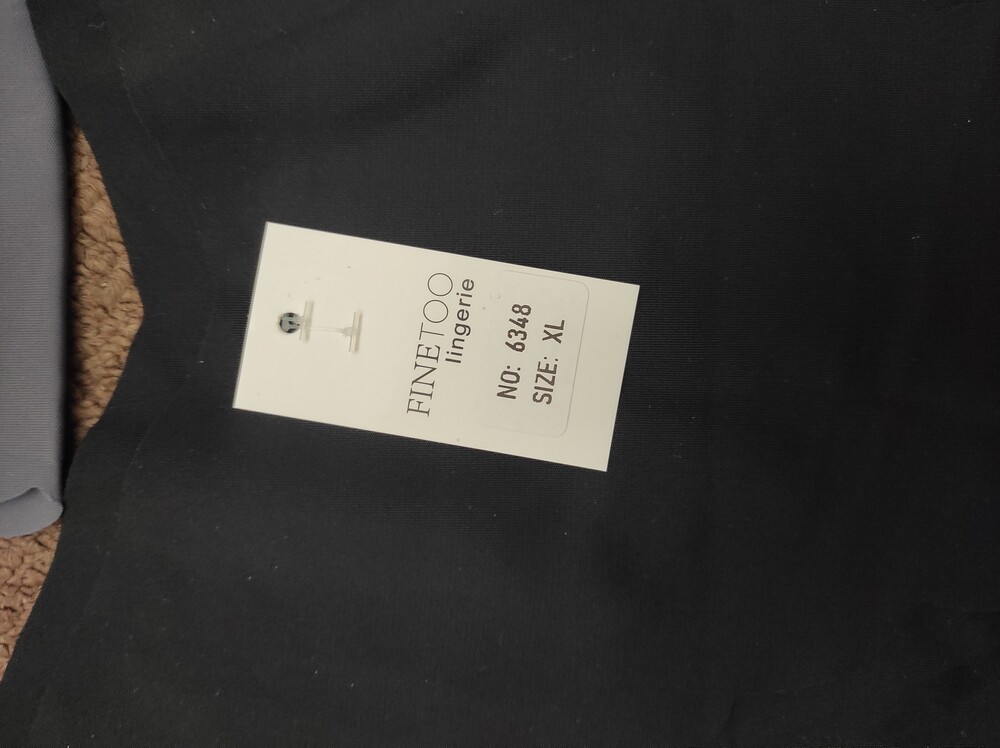 FINETOO
lingerie
NO: 6348
SIZE: XL